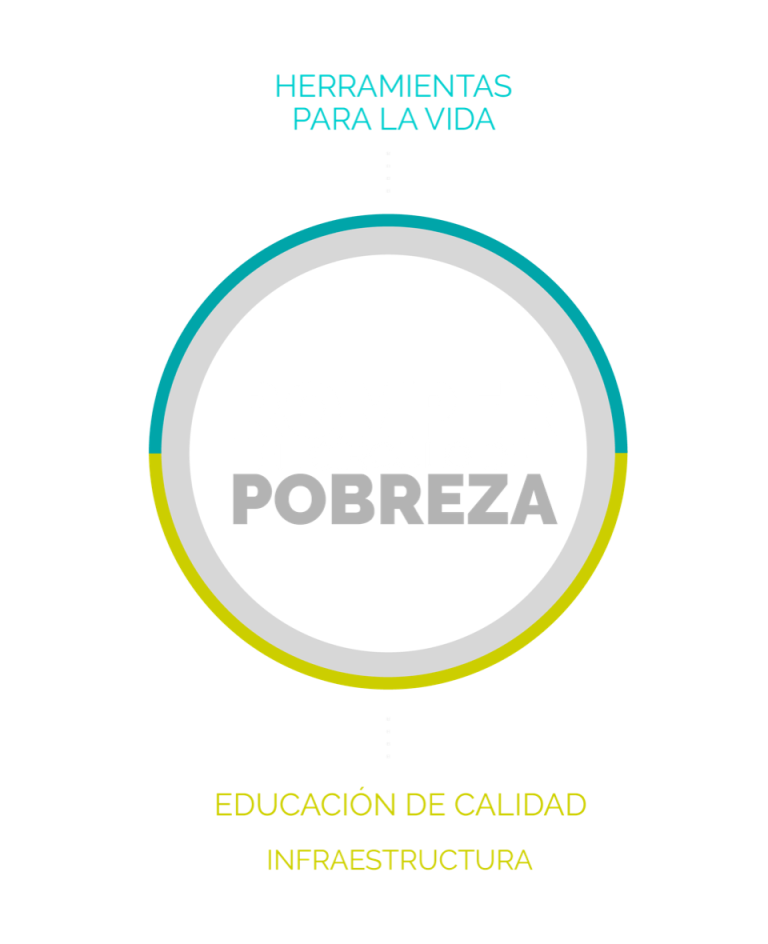 HERRAMIENTAS
PARA LA VIDA
POBREZA
EDUCACIÓN DE CALIDAD
INFRAESTRUCTURA